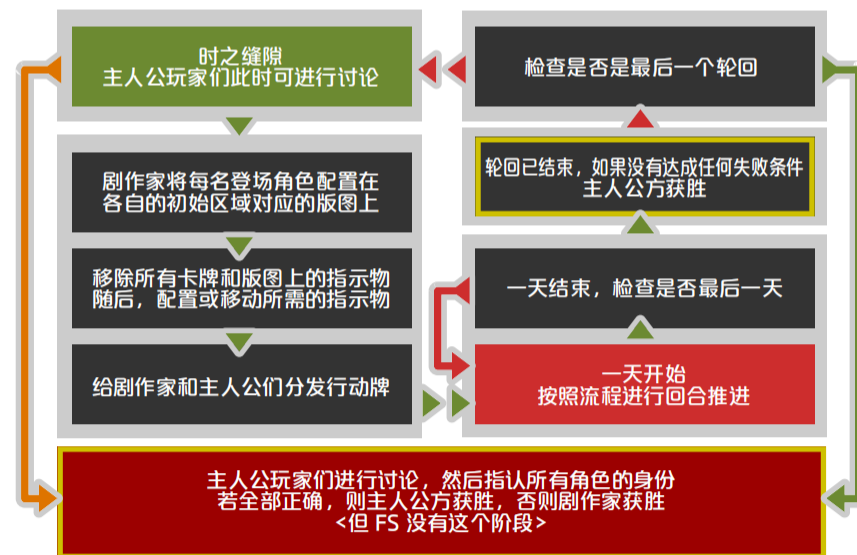 时之缝隙
主人公玩家们此时可进行讨论
剧作家将每名登场角色配置在
各自的初始区域对应的版图上
移除所有卡牌和版图上的指示物
随后，配置或移动所需的指示物
给剧作家和主人公们分发行动牌
一天开始
按照流程进行回合推进
一天结束，检查是否最后一天
轮回已结束，如果没有达成任何失败条件
主人公方获胜
检查是否是最后一个轮回
主人公玩家们进行讨论，然后指认所有角色的身份
若全部正确，则主人公方获胜，否则剧作家获胜
<但 FS 没有这个阶段>